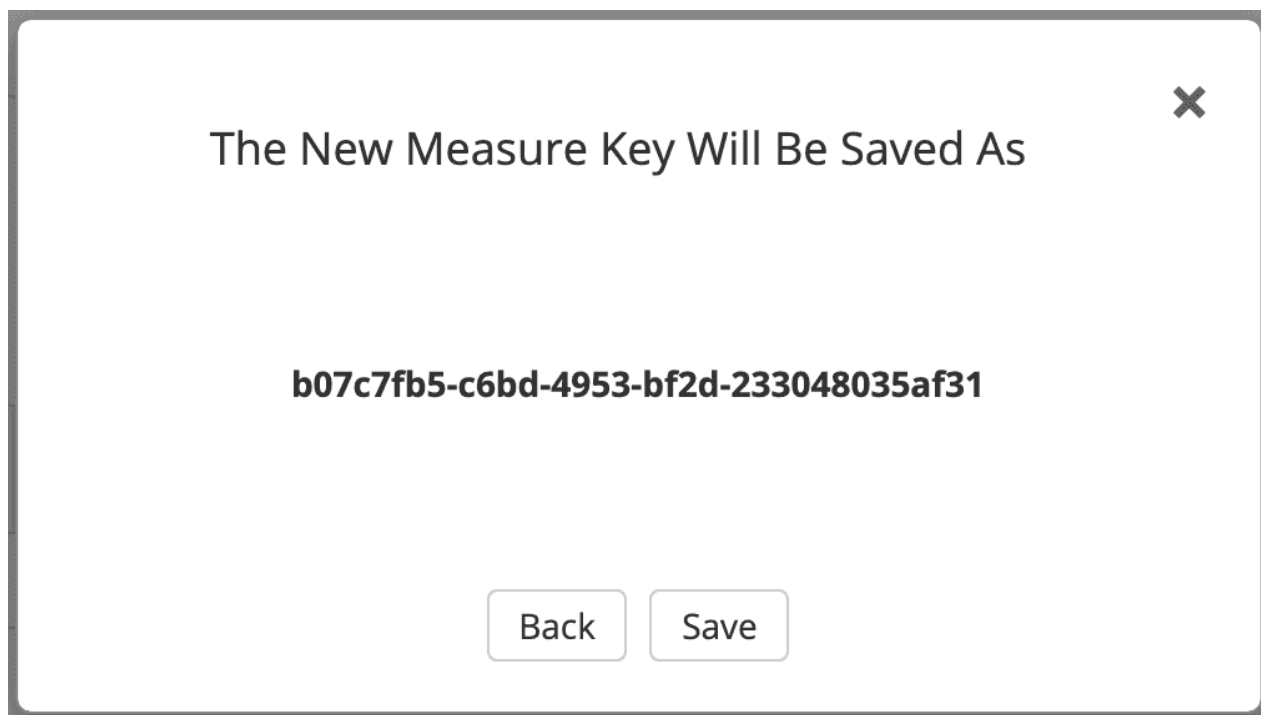 The New Measure Key Will Be Saved As
b07c7fb5-c6bd-4953-bf2d-233048035af31
Back
Save